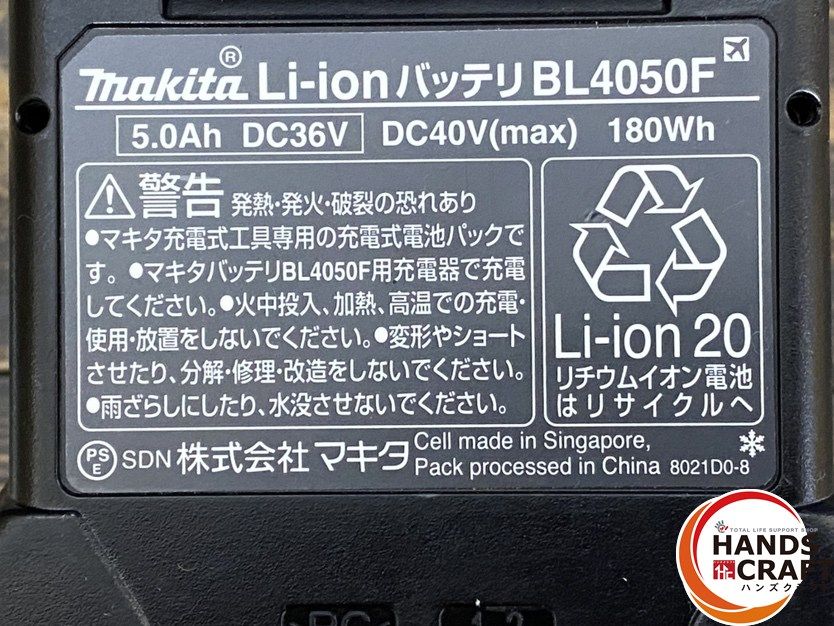 makita® Li-ionバッテリ BL4050F
5.0Ah DC36V DC40V(max) 180Wh
警告 発熱・発火・破裂の恐れあり
●マキタ充電式工具専用の充電式電池パックで
す。●マキタバッテリBL4050F用充電器で充電
してください。●火中投入、加熱、高温での充電・
使用・放置をしないでください。●変形やショート
させたり、分解・修理・改造をしないでください。
●雨ざらしにしたり、水没させないでください。
Li-ion 20
リチウムイオン電池
はリサイクルへ
PS
E
SDN 株式会社 マキタ
Cell made in Singapore,
Pack processed in China 8021D0-8
TOTAL LIFE SUPPORT SHOP
HANDS
CRAFT
ハンズク